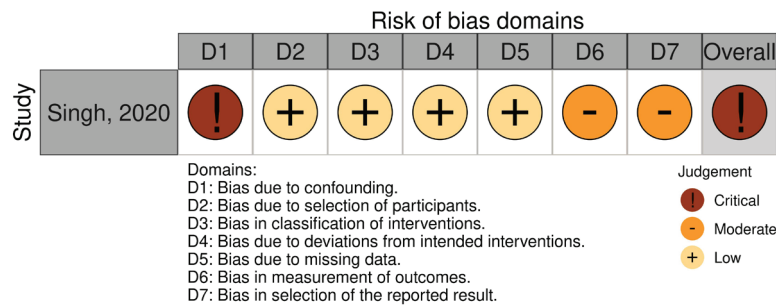 Risk of bias domains
D1 D2 D3 D4 D5 D6 D7 Overall
Study
Singh, 2020 ! + + + + - - !
Domains:
D1: Bias due to confounding.
D2: Bias due to selection of participants.
D3: Bias in classification of interventions.
D4: Bias due to deviations from intended interventions.
D5: Bias due to missing data.
D6: Bias in measurement of outcomes.
D7: Bias in selection of the reported result.
Judgement
! Critical
- Moderate
+ Low